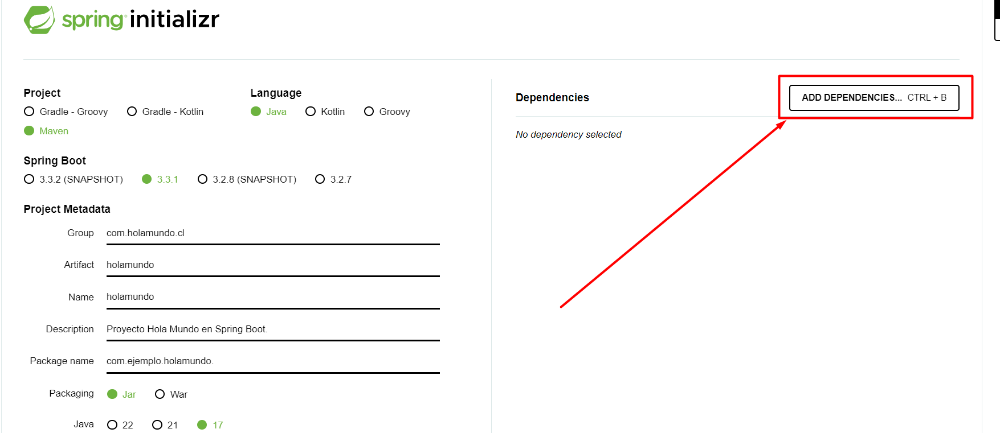 spring initializr
Project
Gradle - Groovy Gradle - Kotlin
Maven
Language
Java Kotlin Groovy
Spring Boot
3.3.2 (SNAPSHOT) 3.3.1 3.2.8 (SNAPSHOT) 3.2.7
Project Metadata
Group com.holamundo.cl
Artifact holamundo
Name holamundo
Description Proyecto Hola Mundo en Spring Boot.
Package name com.ejemplo.holamundo.
Packaging Jar War
Java 22 21 17
Dependencies
ADD DEPENDENCIES... CTRL + B
No dependency selected